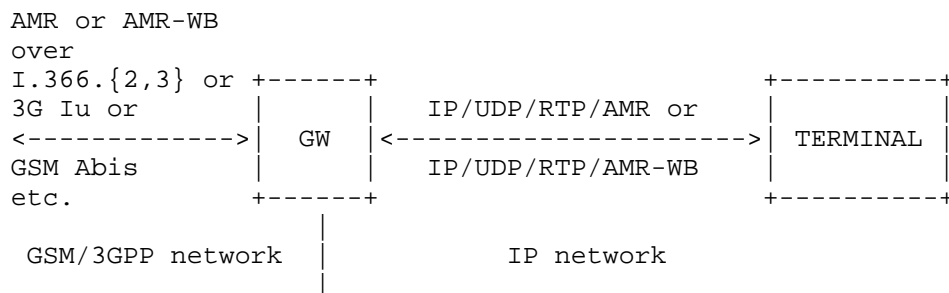 AMR or AMR-WB
over
I.366.{2,3} or +------+                        +----------+
3G Iu or       |      |  IP/UDP/RTP/AMR or     |          |
<------------->|  GW  |<---------------------->| TERMINAL |
GSM Abis       |      |  IP/UDP/RTP/AMR-WB     |          |
etc.           +------+                        +----------+
                   |
 GSM/3GPP network  |           IP network
                   |